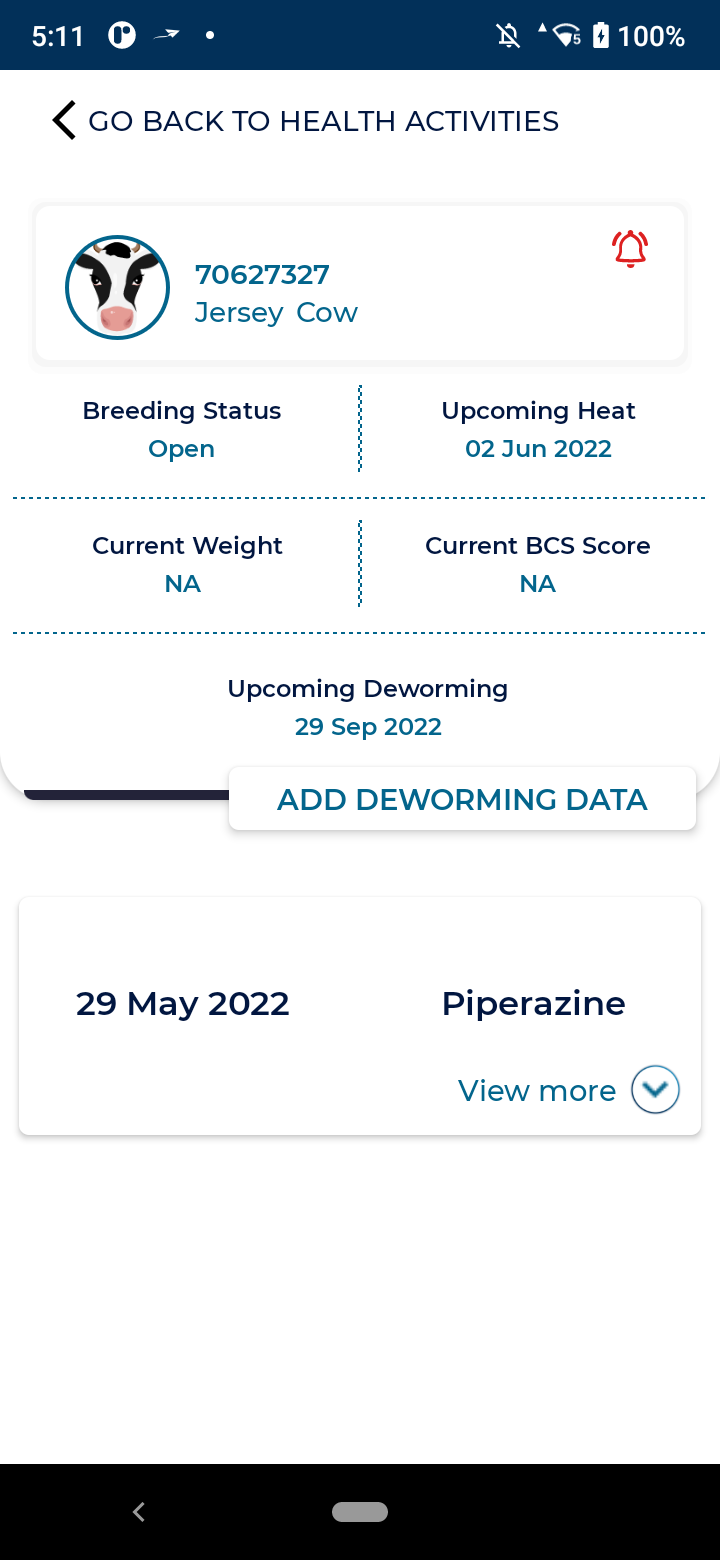 5:11 100%
GO BACK TO HEALTH ACTIVITIES
70627327
Jersey Cow
Breeding Status
Open
Upcoming Heat
02 Jun 2022
Current Weight
NA
Current BCS Score
NA
Upcoming Deworming
29 Sep 2022
ADD DEWORMING DATA
29 May 2022 Piperazine
View more